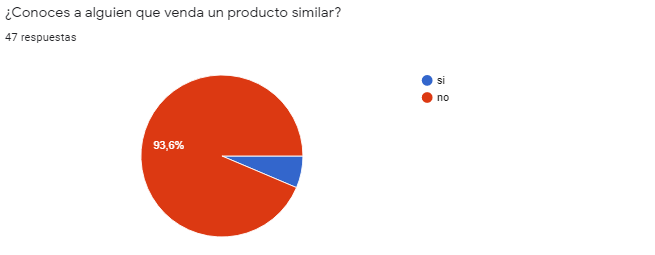 ¿Conoces a alguien que venda un producto similar?
47 respuestas
si
no
93,6%